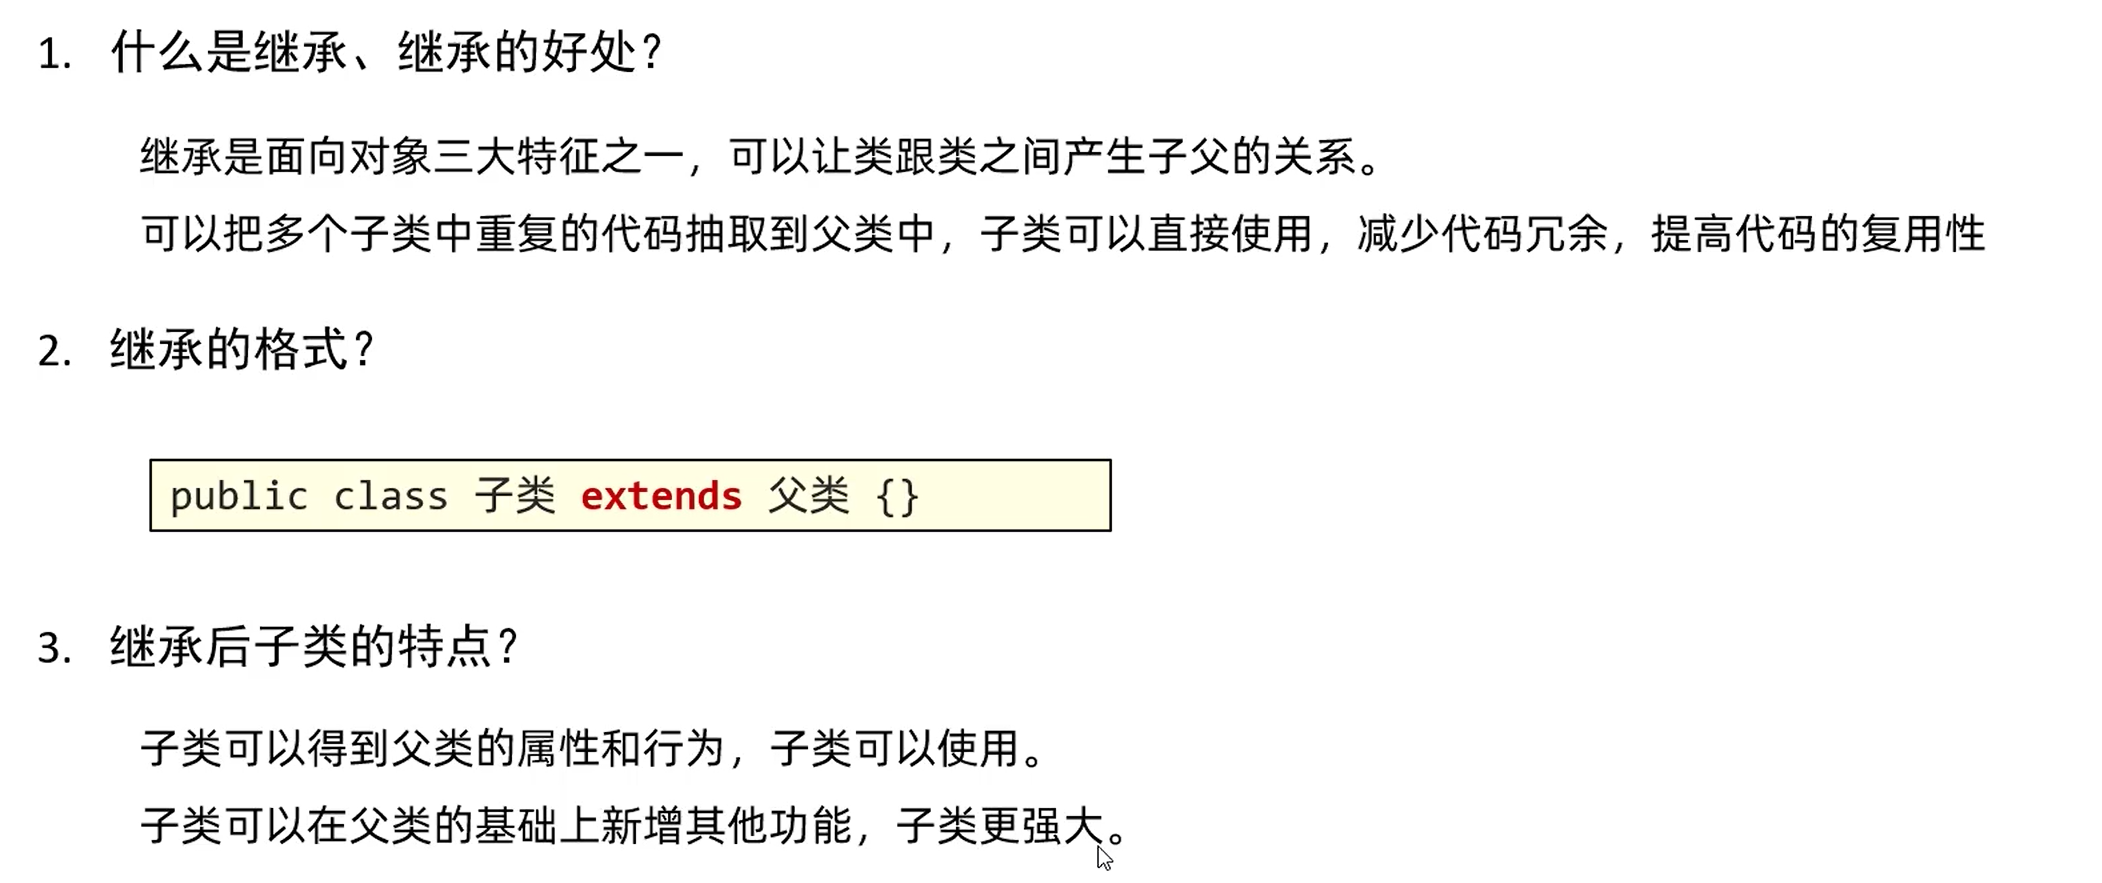 1. 什么是继承、继承的好处？
继承是面向对象三大特征之一，可以让类跟类之间产生子父的关系。
可以把多个子类中重复的代码抽取到父类中，子类可以直接使用，减少代码冗余，提高代码的复用性
2. 继承的格式？
public class 子类 extends 父类 {}
3. 继承后子类的特点？
子类可以得到父类的属性和行为，子类可以使用。
子类可以在父类的基础上新增其他功能，子类更强大。